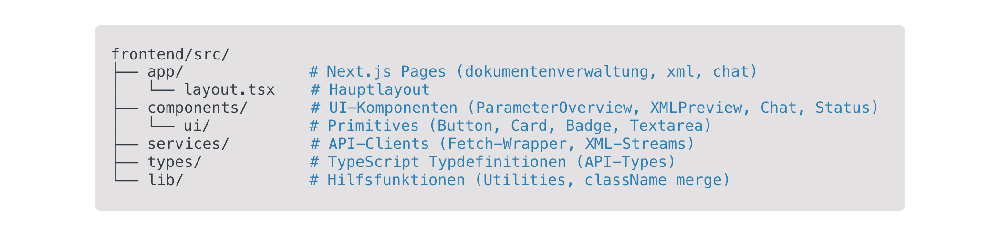 frontend/src/
├── app/ # Next.js Pages (dokumentenverwaltung, xml, chat)
│   └── layout.tsx # Hauptlayout
├── components/ # UI-Komponenten (ParameterOverview, XMLPreview, Chat, Status)
│   └── ui/ # Primitives (Button, Card, Badge, Textarea)
├── services/ # API-Clients (Fetch-Wrapper, XML-Streams)
├── types/ # TypeScript Typdefinitionen (API-Types)
└── lib/ # Hilfsfunktionen (Utilities, className merge)